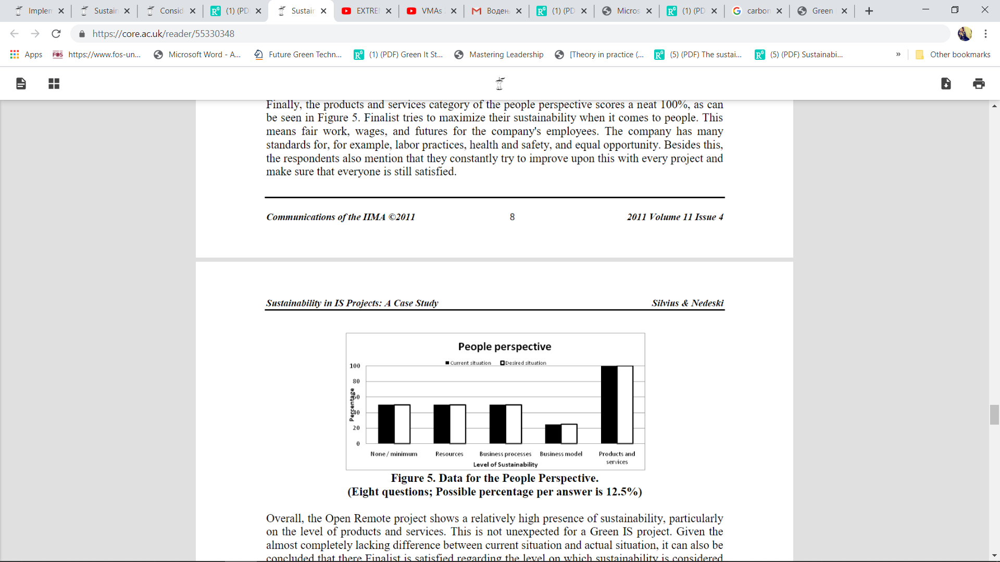 Implem
Sustain
Consid
(1) (PD
Sustain
EXTREM
VMAs
Воден
(1) (PD
Micros
(1) (PD
carbon
Green
https://core.ac.uk/reader/55330348
Apps
FOS
https://www.fos-un...
Microsoft Word - A...
Future Green Techn...
(1) (PDF) Green It St...
Mastering Leadership
[Theory in practice (...
(5) (PDF) The sustai...
(5) (PDF) Sustainabi...
»
Other bookmarks
Finally, the products and services category of the people perspective scores a neat 100%, as can
be seen in Figure 5. Finalist tries to maximize their sustainability when it comes to people. This
means fair work, wages, and futures for the company's employees. The company has many
standards for, for example, labor practices, health and safety, and equal opportunity. Besides this,
the respondents also mention that they constantly try to improve upon this with every project and
make sure that everyone is still satisfied.
Communications of the IIMA ©2011 8 2011 Volume 11 Issue 4
Sustainability in IS Projects: A Case Study Silvius & Nedeski
People perspective
Current situation Desired situation
100
80
60
40
20
0
Percentage
None / minimum Resources Business processes Business model Products and
services
Level of Sustainability
Figure 5. Data for the People Perspective.
(Eight questions; Possible percentage per answer is 12.5%)
Overall, the Open Remote project shows a relatively high presence of sustainability, particularly
on the level of products and services. This is not unexpected for a Green IS project. Given the
almost completely lacking difference between current situation and actual situation, it can also be
concluded that there Finalist is satisfied regarding the level on which sustainability is considered